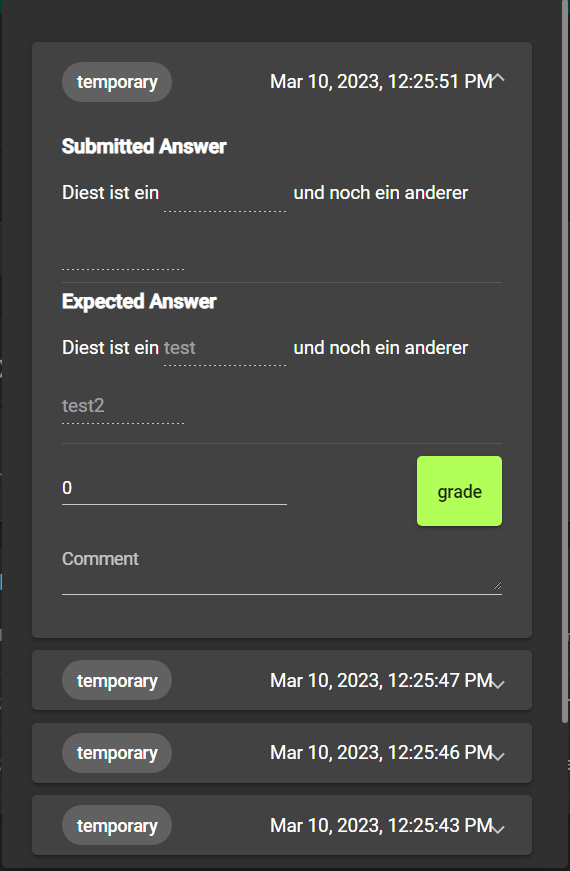 temporary Mar 10, 2023, 12:25:51 PM
Submitted Answer
Diest ist ein und noch ein anderer
Expected Answer
Diest ist ein test und noch ein anderer
test2
0 grade
Comment
temporary Mar 10, 2023, 12:25:47 PM
temporary Mar 10, 2023, 12:25:46 PM
temporary Mar 10, 2023, 12:25:43 PM